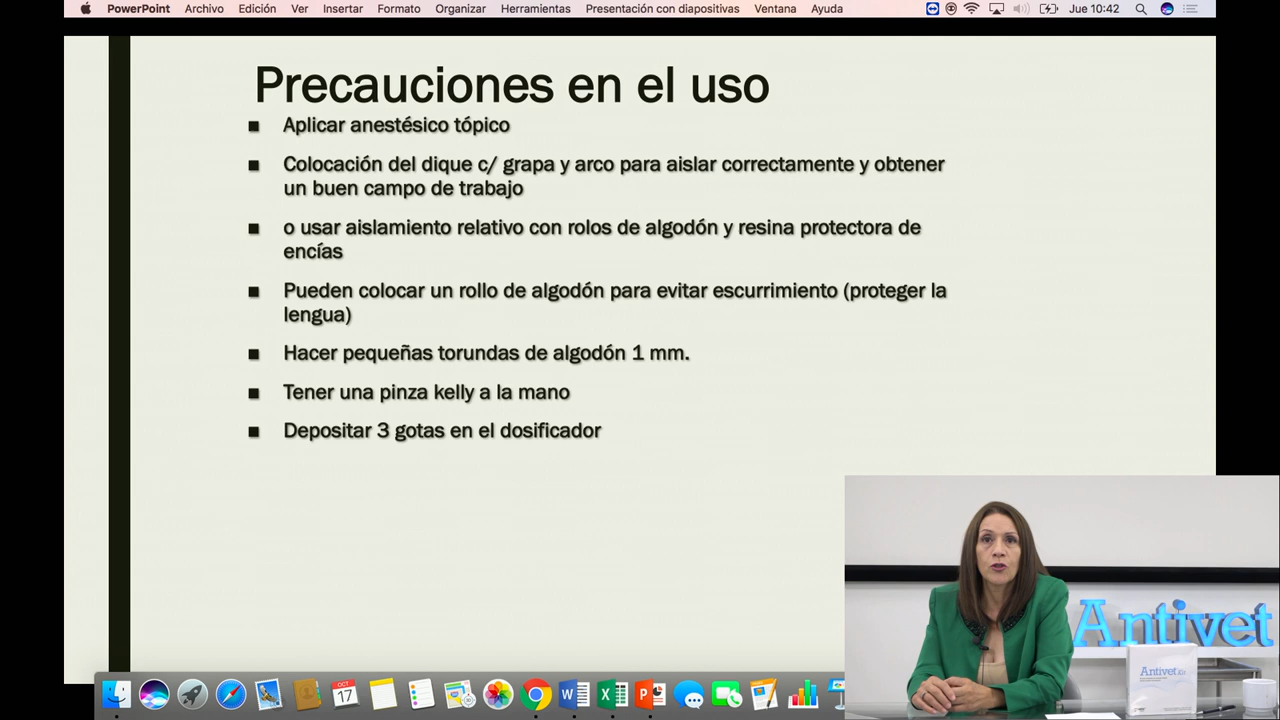 PowerPoint Archivo Edición Ver Insertar Formato Organizar Herramientas Presentación con diapositivas Ventana Ayuda Jue 10:42
Precauciones en el uso
■ Aplicar anestésico tópico
■ Colocación del dique c/ grapa y arco para aislar correctamente y obtener
un buen campo de trabajo
■ o usar aislamiento relativo con rolos de algodón y resina protectora de
encías
■ Pueden colocar un rollo de algodón para evitar escurrimiento (proteger la
lengua)
■ Hacer pequeñas torundas de algodón 1 mm.
■ Tener una pinza kelly a la mano
■ Depositar 3 gotas en el dosificador
Antivet
Antivet Kit
OCT
17